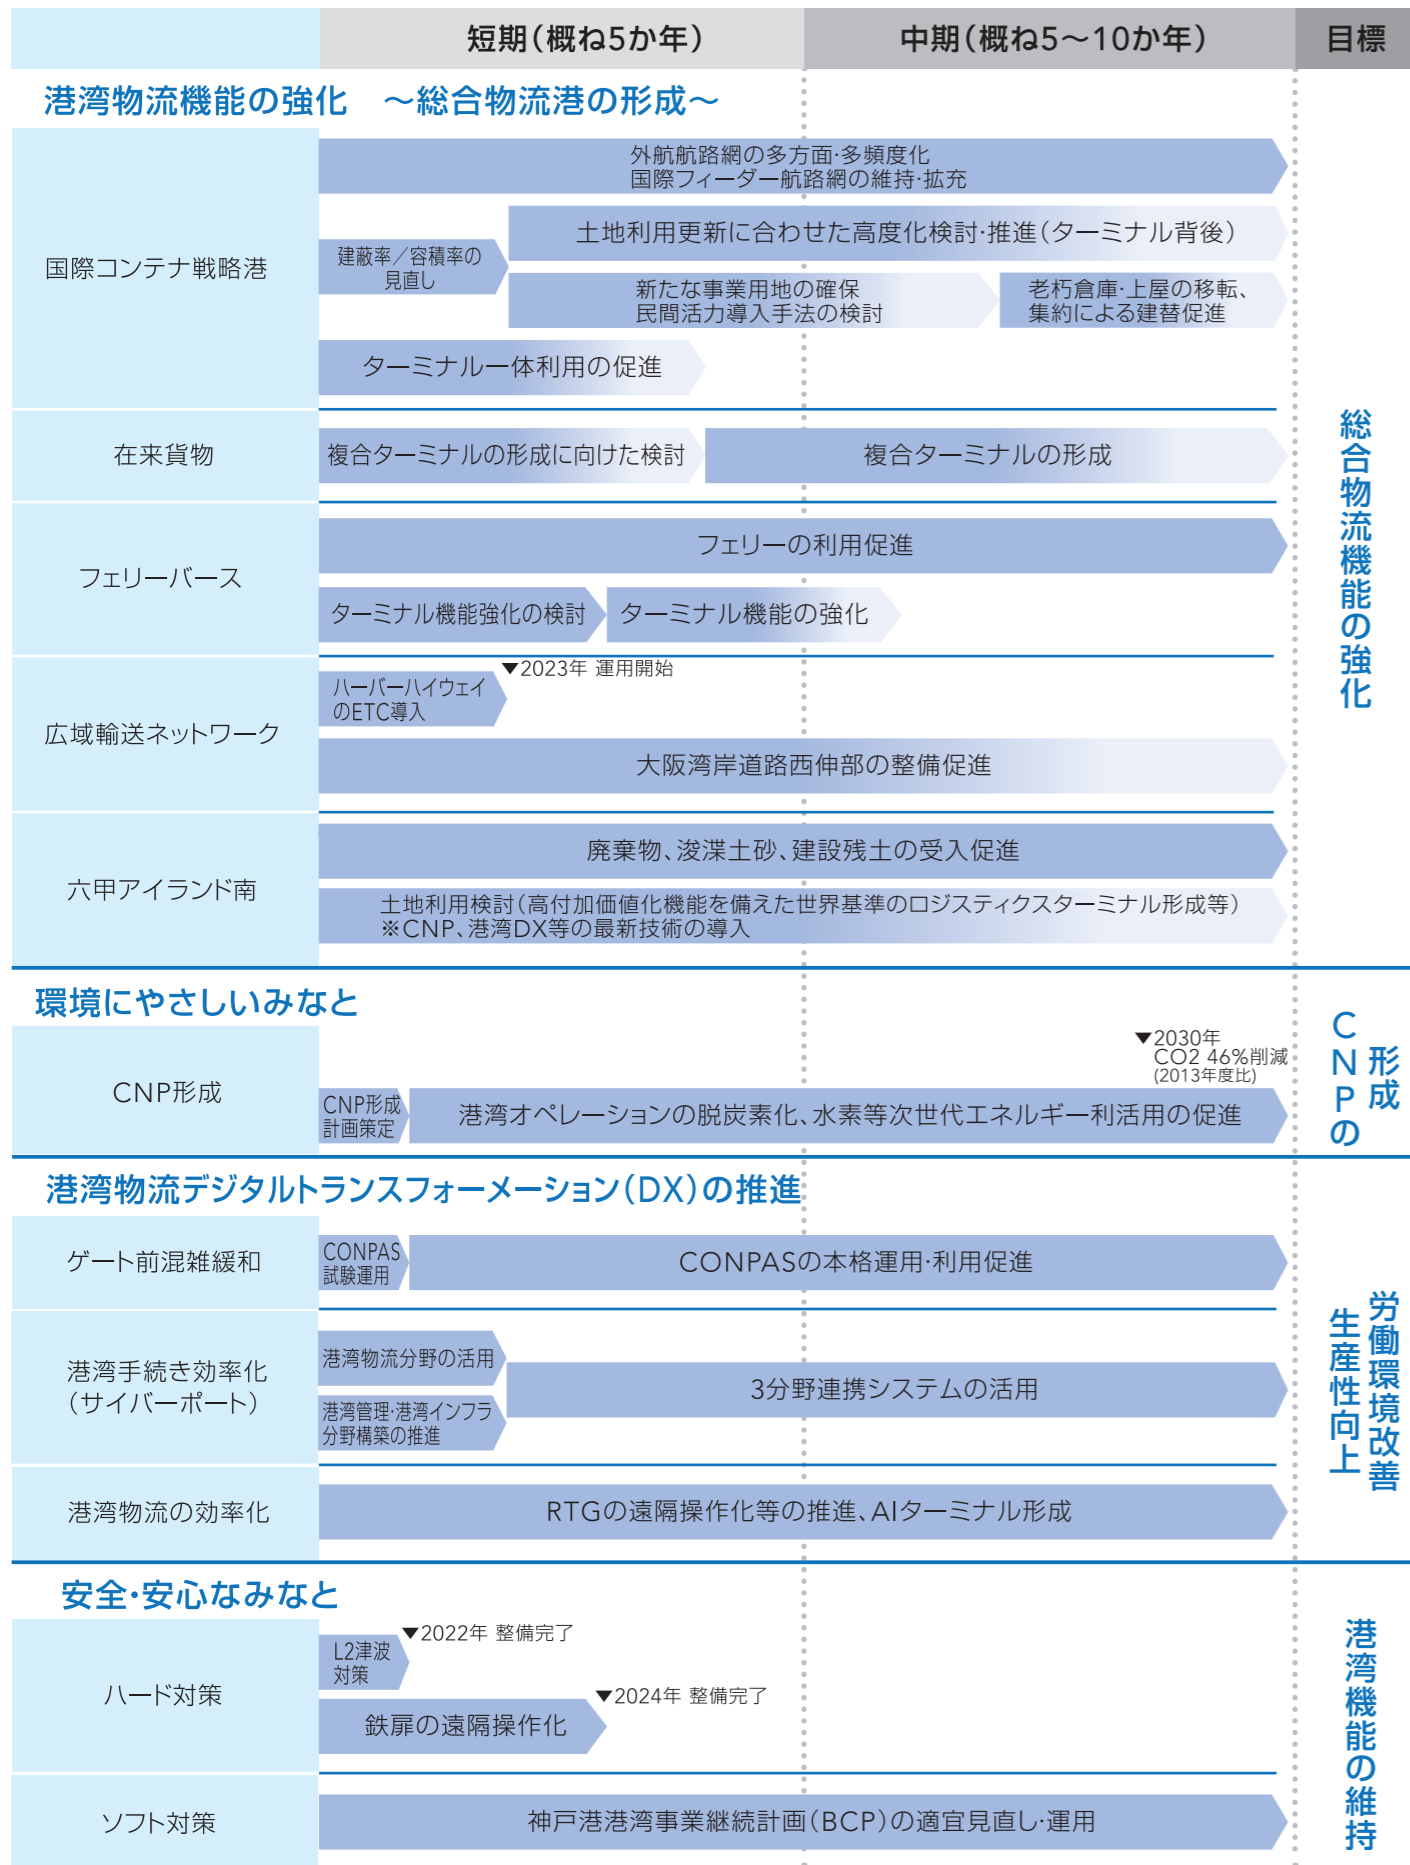 短期（概ね5か年）
中期（概ね5～10か年）
目標
港湾物流機能の強化　～総合物流港の形成～
国際コンテナ戦略港
外航航路網の多方面・多頻度化
国際フィーダー航路網の維持・拡充
建蔽率／容積率の
見直し
土地利用更新に合わせた高度化検討・推進（ターミナル背後）
新たな事業用地の確保
民間活力導入手法の検討
老朽倉庫・上屋の移転、
集約による建替促進
ターミナル一体利用の促進
在来貨物
複合ターミナルの形成に向けた検討
複合ターミナルの形成
フェリーバース
フェリーの利用促進
ターミナル機能強化の検討
ターミナル機能の強化
広域輸送ネットワーク
▼2023年 運用開始
ハーバーハイウェイ
のETC導入
大阪湾岸道路西伸部の整備促進
六甲アイランド南
廃棄物、浚渫土砂、建設残土の受入促進
土地利用検討（高付加価値化機能を備えた世界基準のロジスティクスターミナル形成等）
※CNP、港湾DX等の最新技術の導入
総合物流機能の強化
環境にやさしいみなと
CNP形成
▼2030年
CO2 46%削減
(2013年度比)
CNP形成
計画策定
港湾オペレーションの脱炭素化、水素等次世代エネルギー利活用の促進
CNPの
形成
港湾物流デジタルトランスフォーメーション（DX）の推進
ゲート前混雑緩和
CONPAS
試験運用
CONPASの本格運用・利用促進
港湾手続き効率化
（サイバーポート）
港湾物流分野の活用
港湾管理・港湾インフラ
分野構築の推進
3分野連携システムの活用
港湾物流の効率化
RTGの遠隔操作化等の推進、AIターミナル形成
労働環境改善
生産性向上
安全・安心なみなと
ハード対策
L2津波
対策
▼2022年 整備完了
鉄扉の遠隔操作化
▼2024年 整備完了
ソフト対策
神戸港港湾事業継続計画（BCP）の適宜見直し・運用
港湾機能の維持